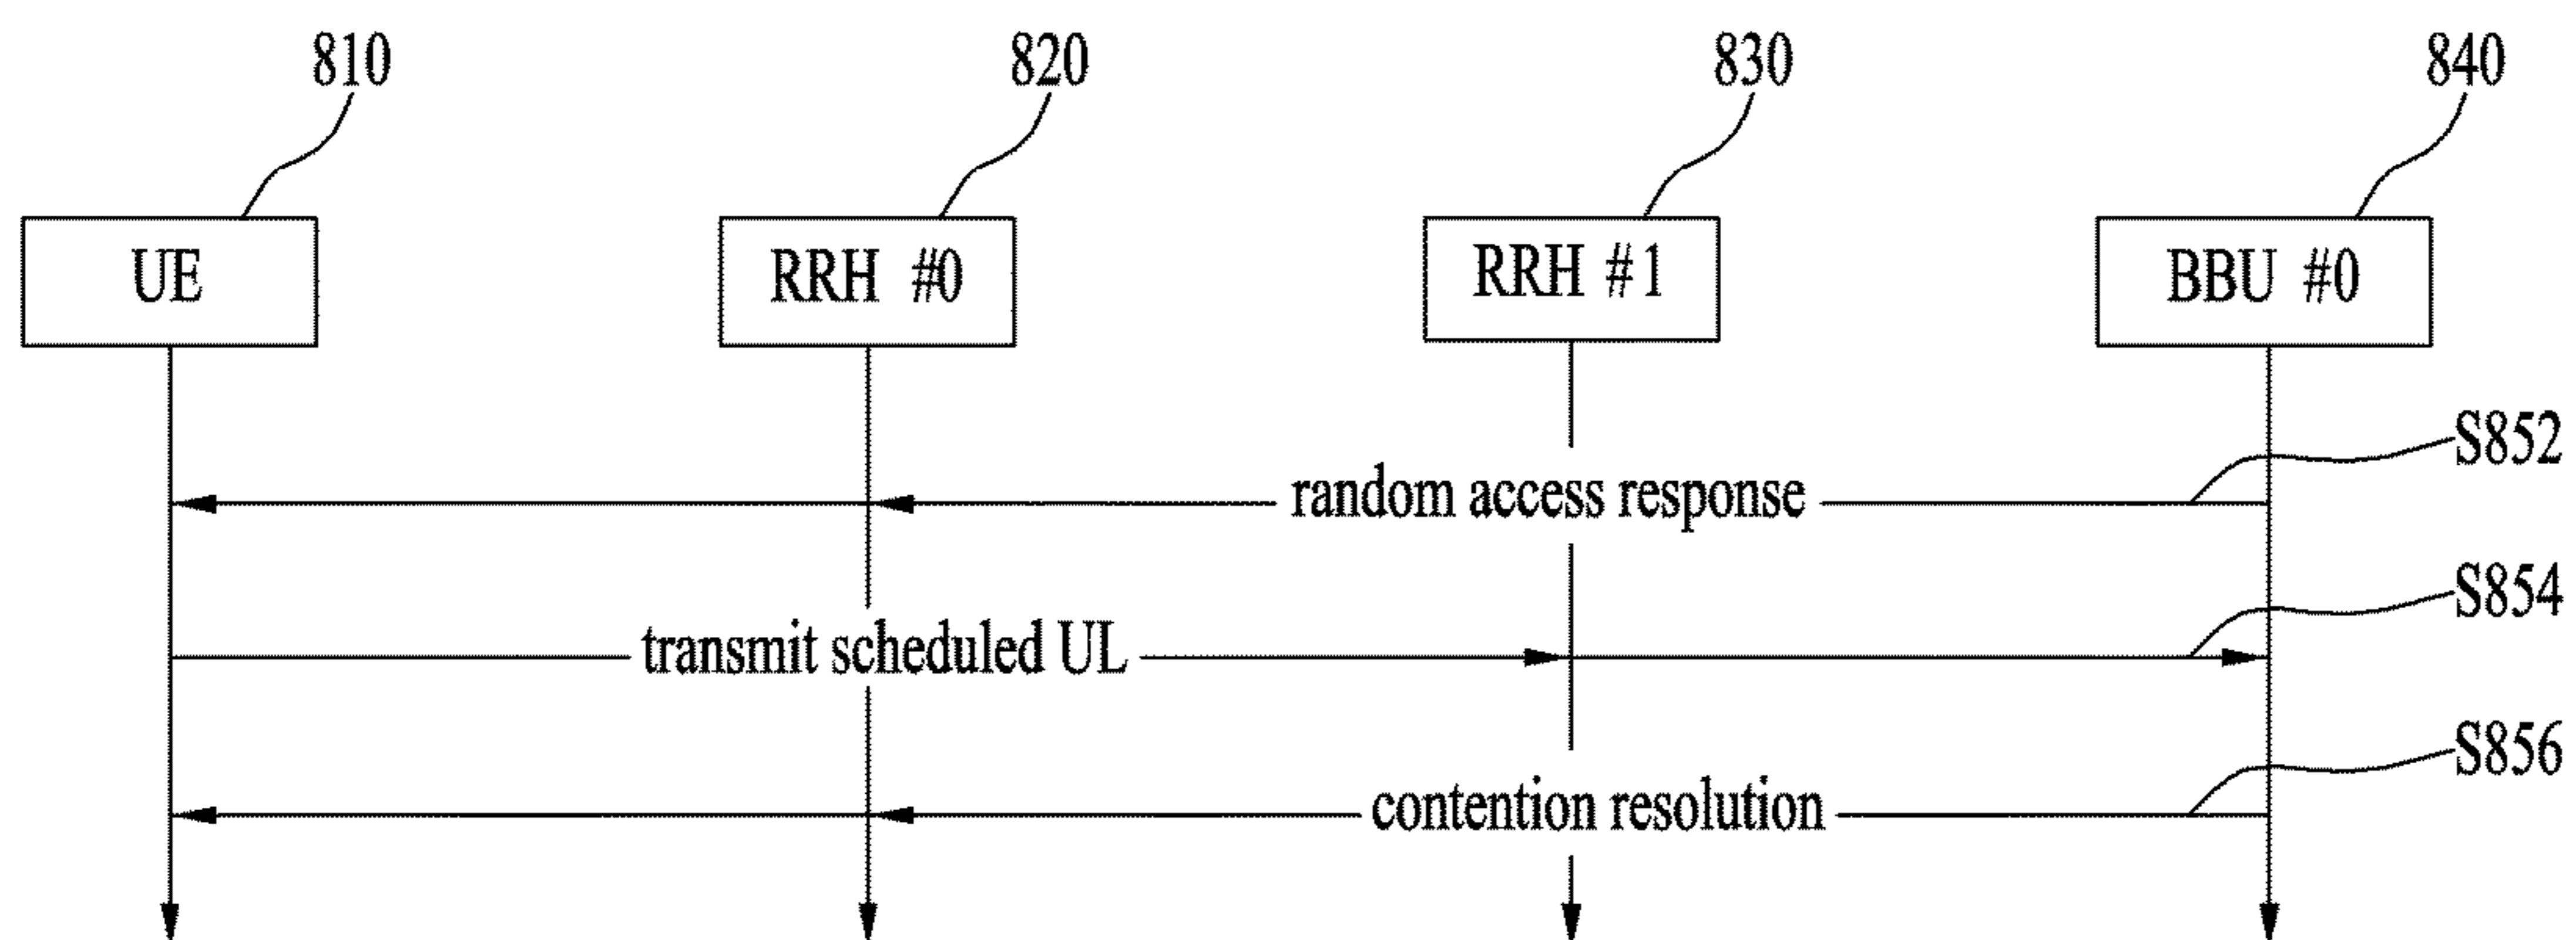 810
820
830
840
UE
RRH #0
RRH #1
BBU #0
S852
random access response
S854
transmit scheduled UL
S856
contention resolution